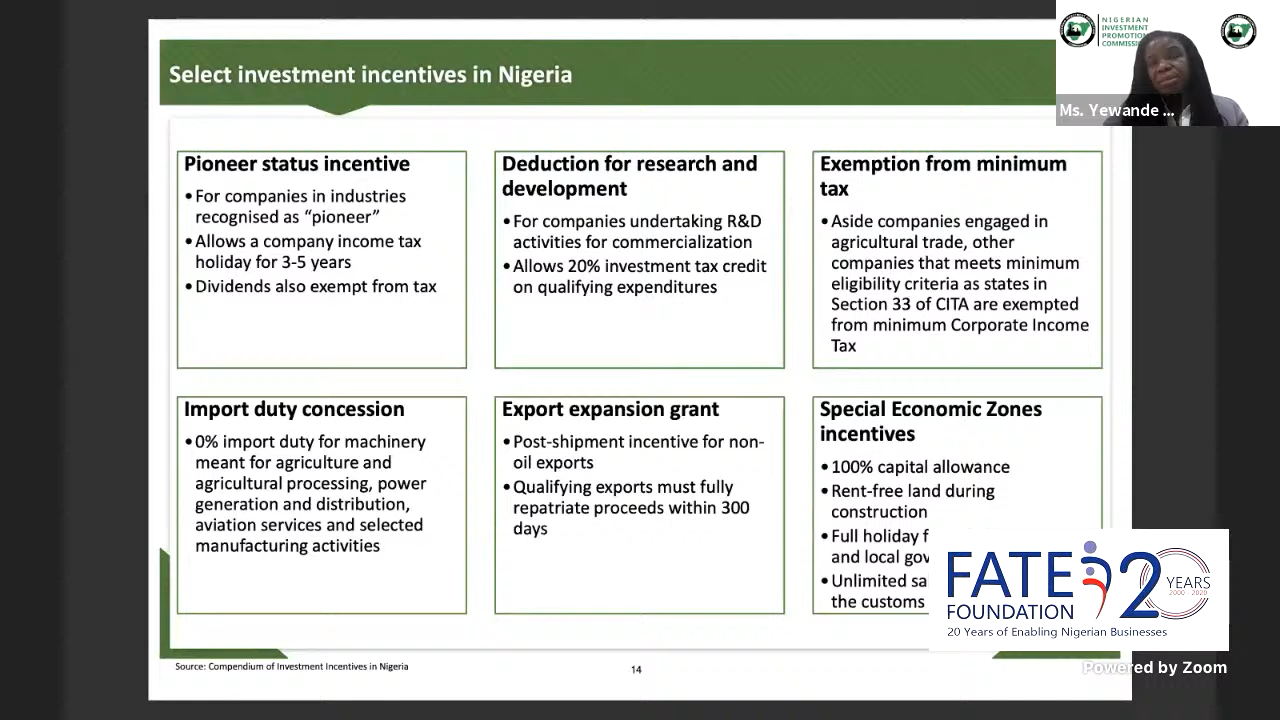 Select investment incentives in Nigeria
NIGERIAN
INVESTMENT
PROMOTION
Ms. Yewande ...
Pioneer status incentive
•For companies in industries
recognised as “pioneer”
•Allows a company income tax
holiday for 3-5 years
•Dividends also exempt from tax
Deduction for research and
development
•For companies undertaking R&D
activities for commercialization
•Allows 20% investment tax credit
on qualifying expenditures
Exemption from minimum
tax
•Aside companies engaged in
agricultural trade, other
companies that meets minimum
eligibility criteria as states in
Section 33 of CITA are exempted
from minimum Corporate Income
Tax
Import duty concession
•0% import duty for machinery
meant for agriculture and
agricultural processing, power
generation and distribution,
aviation services and selected
manufacturing activities
Export expansion grant
•Post-shipment incentive for non-
oil exports
•Qualifying exports must fully
repatriate proceeds within 300
days
Special Economic Zones
incentives
•100% capital allowance
•Rent-free land during
construction
•Full holiday
and local
•Unlimited
the customs
FATE
FOUNDATION
20 YEARS
2000 - 2020
20 Years of Enabling Nigerian Businesses
Source: Compendium of Investment Incentives in Nigeria
14
Powered by Zoom